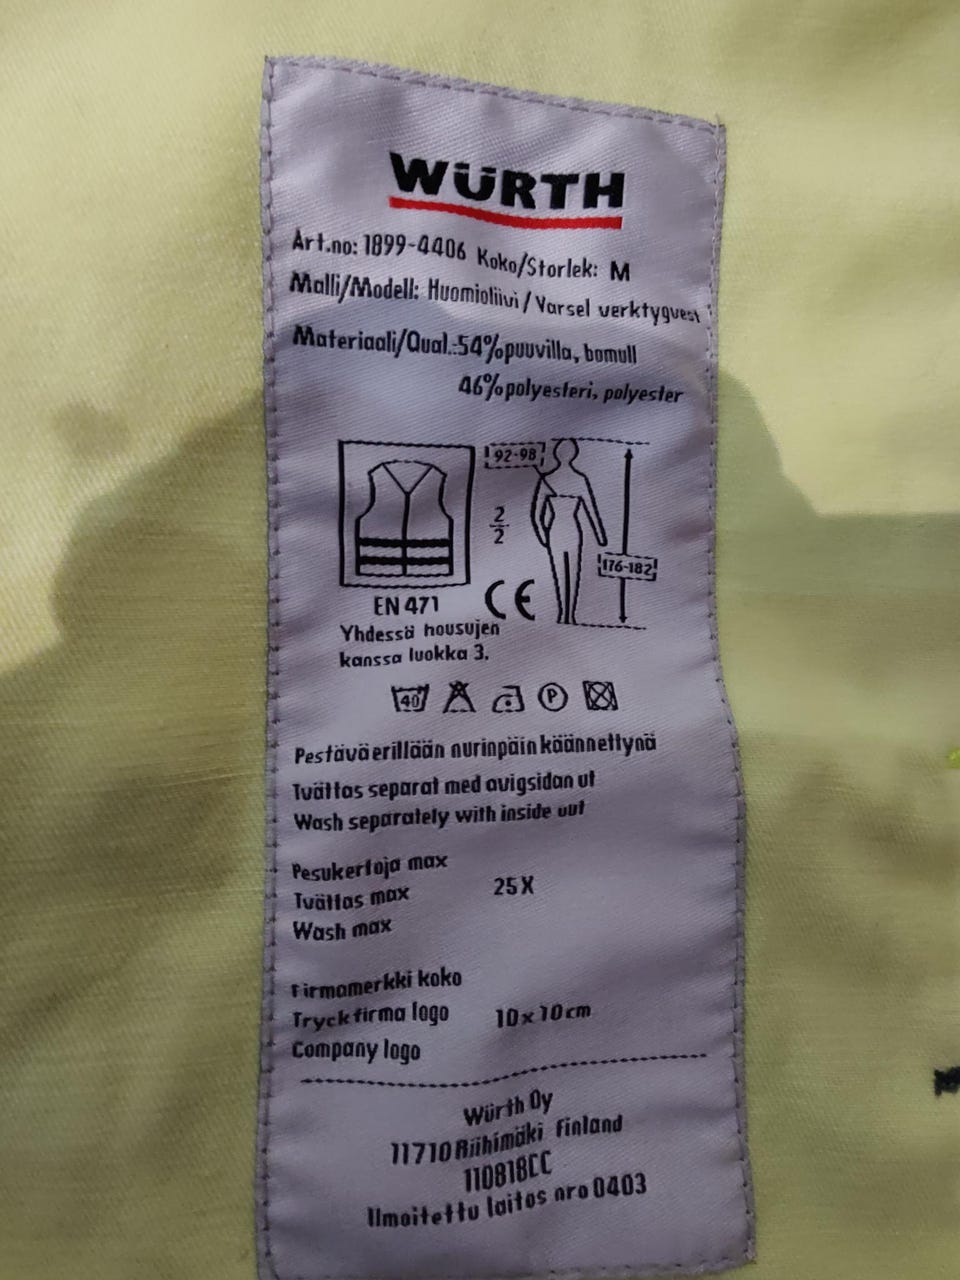 WÜRTH
Art.no: 1899-4406 Koko/Storlek: M
Malli/Modell: Huomioliivi / Varsel verktygvest
Materiaali/Qual.:54%puuvilla, bomull
46%polyesteri, polyester
92-98
2
2
176-182
EN 471 CE
Yhdessä housujen
kanssa luokka 3.
40 P
Pestävä erillään nurinpäin käännettynä
Tvättas separat med avigsidan ut
Wash separately with inside out
Pesukertoja max
Tvättas max 25X
Wash max
Firmamerkki koko
Tryck firma logo 10x10cm
Company logo
Würth Oy
11710 Riihimäki Finland
110818CC
Ilmoitettu laitos nro 0403